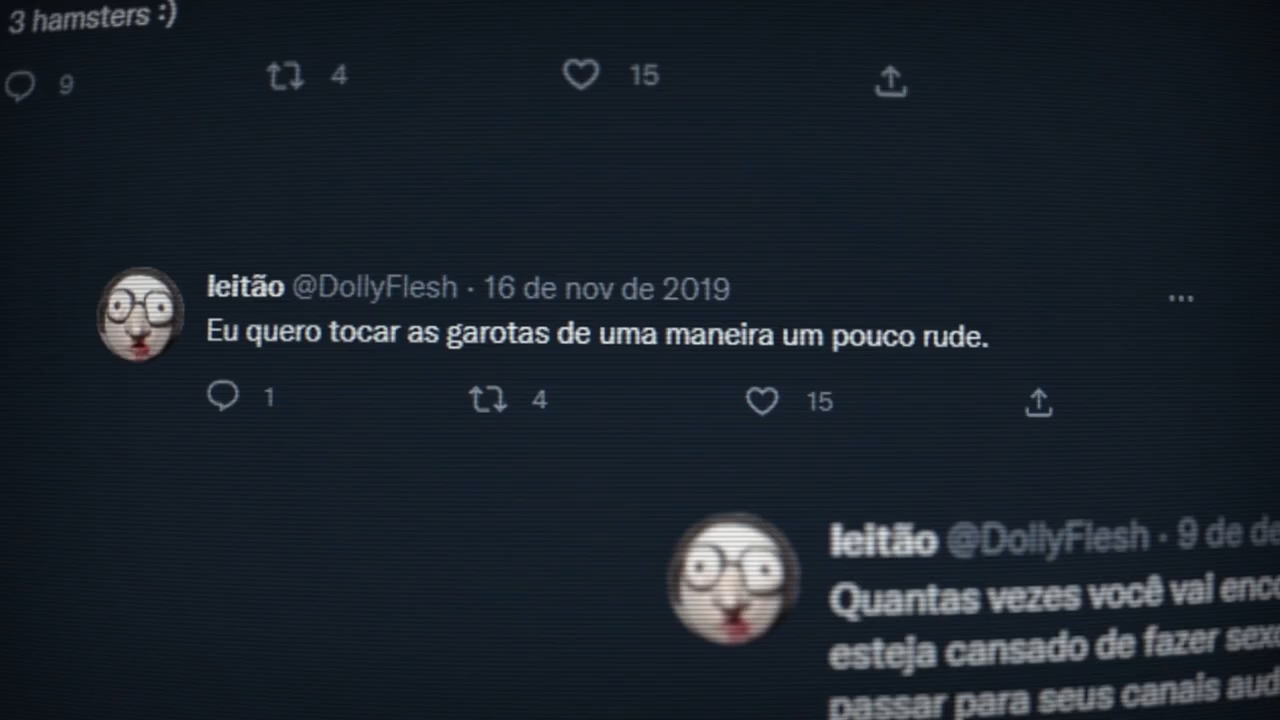 3 hamsters :)
9 4 15
leitão @DollyFlesh · 16 de nov de 2019
Eu quero tocar as garotas de uma maneira um pouco rude.
1 4 15
leitão @DollyFlesh · 9 de
Quantas vezes você vai
esteja cansado de fazer
passar para seus canais